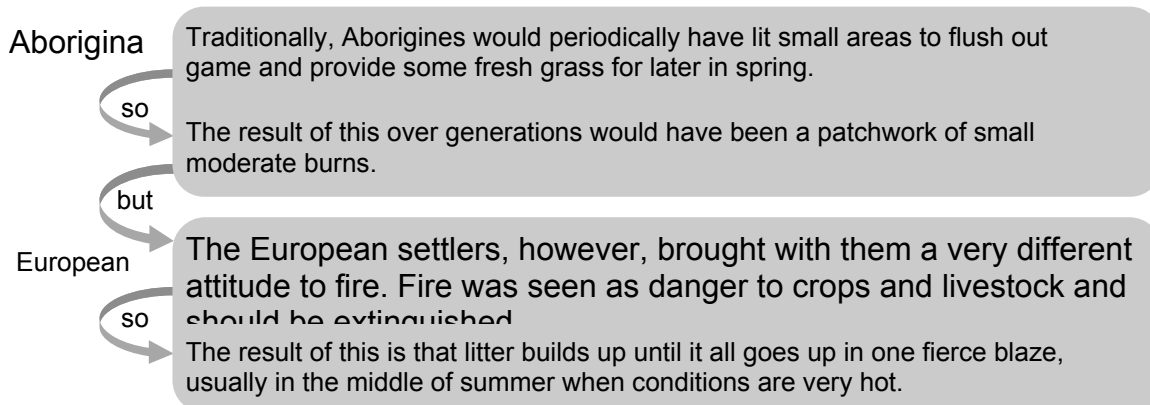 Aborigina
Traditionally, Aborigines would periodically have lit small areas to flush out
game and provide some fresh grass for later in spring.
so
The result of this over generations would have been a patchwork of small
moderate burns.
but
European
The European settlers, however, brought with them a very different
attitude to fire. Fire was seen as danger to crops and livestock and
should be extinguished
so
The result of this is that litter builds up until it all goes up in one fierce blaze,
usually in the middle of summer when conditions are very hot.